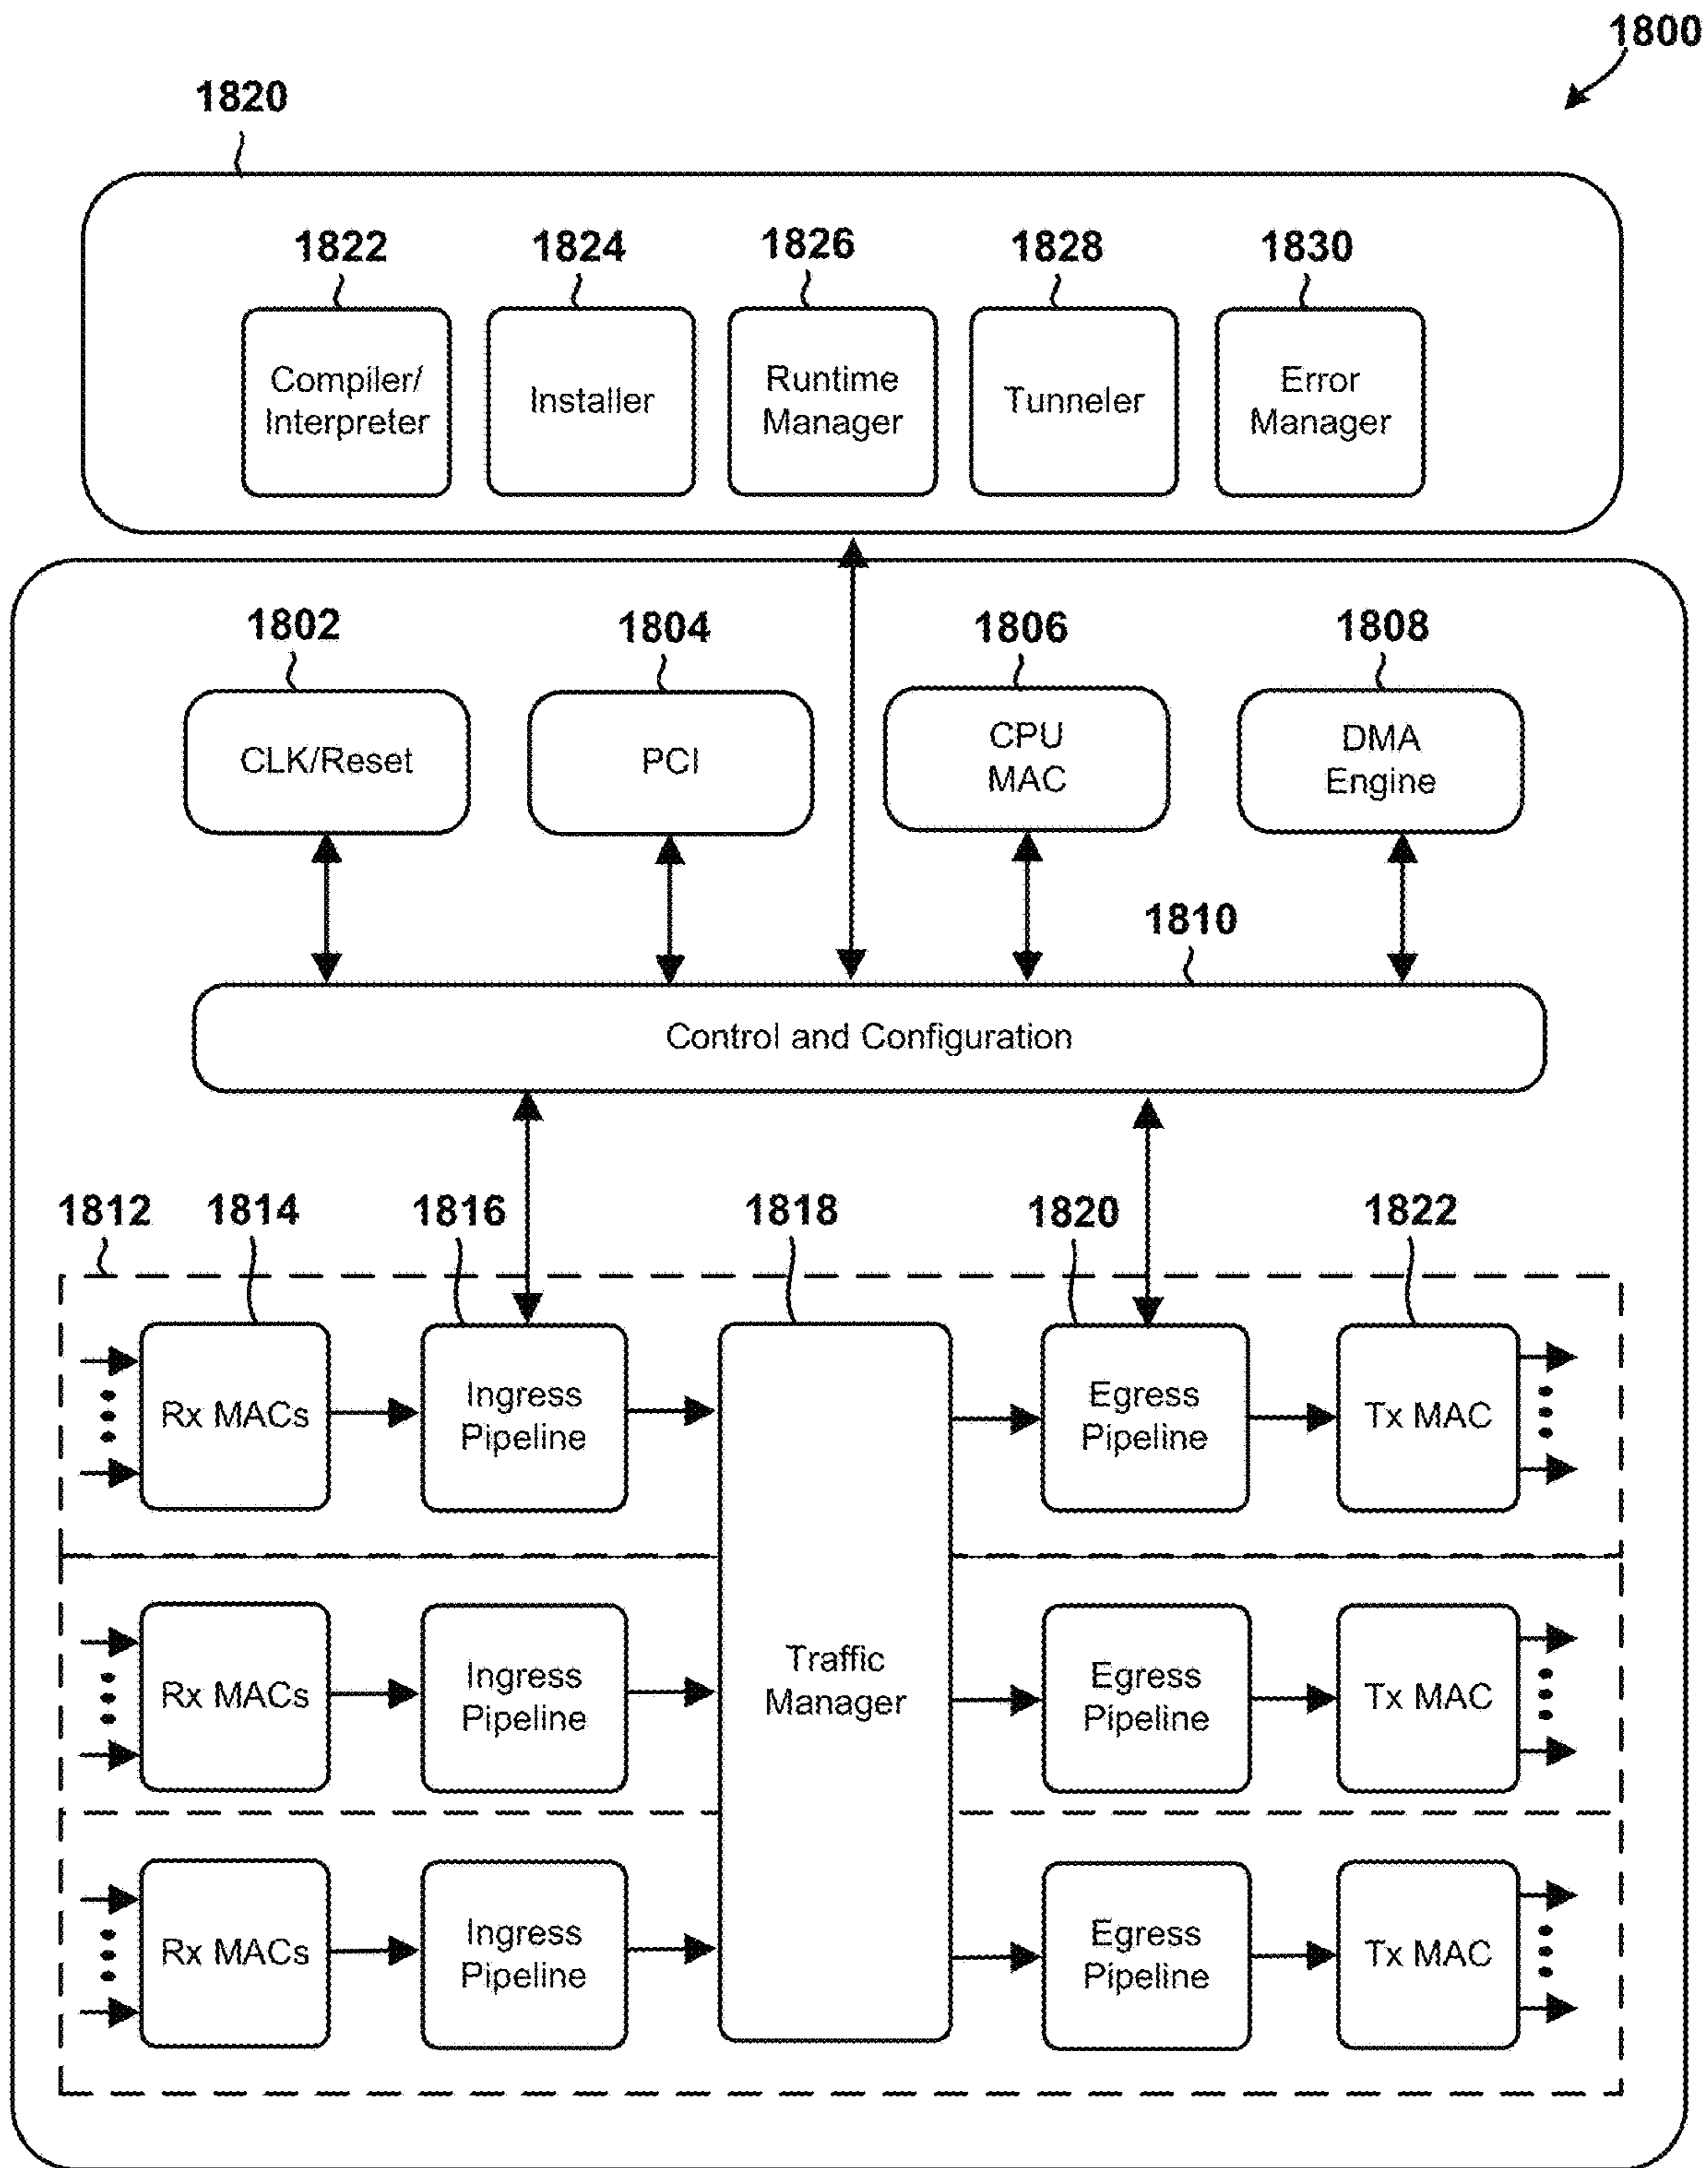 1800
1820
1822 1824 1826 1828 1830
Compiler/
Interpreter
Installer
Runtime
Manager
Tunneler
Error
Manager
1802 1804 1806 1808
CLK/Reset
PCI
CPU
MAC
DMA
Engine
1810
Control and Configuration
1812 1814 1816 1818 1820 1822
Rx MACs
Ingress
Pipeline
Egress
Pipeline
Tx MAC
Rx MACs
Ingress
Pipeline
Traffic
Manager
Egress
Pipeline
Tx MAC
Rx MACs
Ingress
Pipeline
Egress
Pipeline
Tx MAC